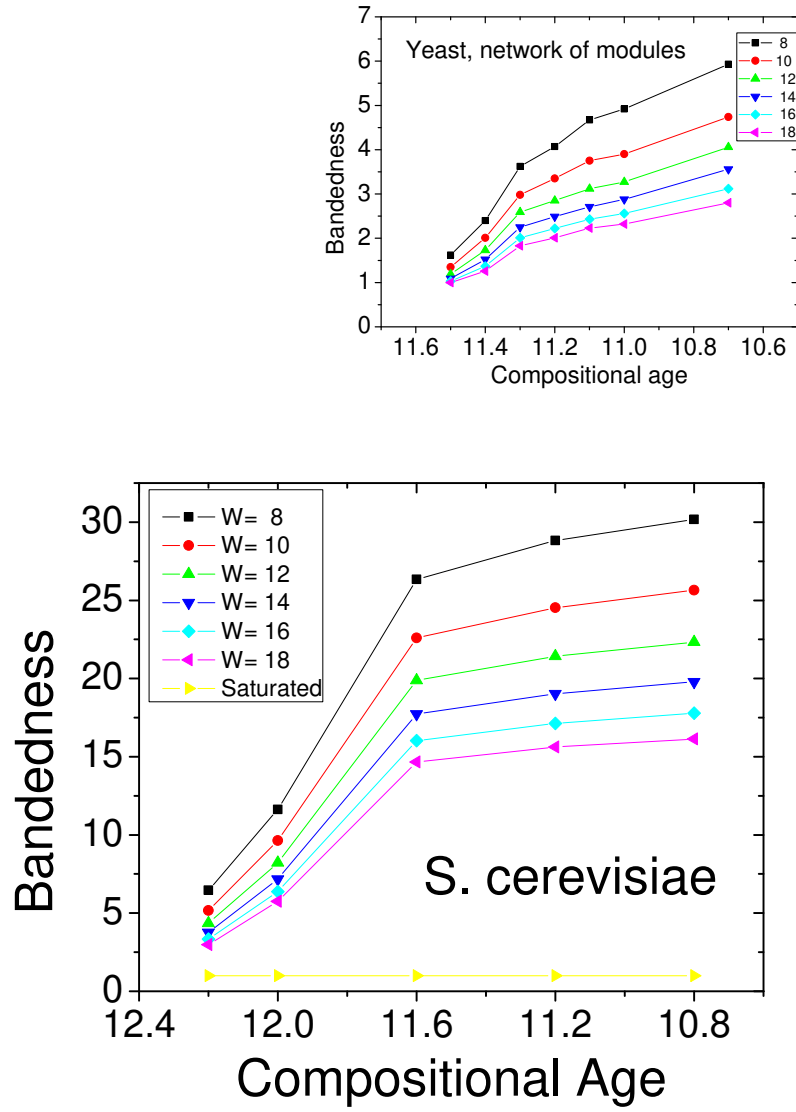 Yeast, network of modules
8
10
12
14
16
18
7
6
5
4
3
2
1
0
Bandedness
11.6 11.4 11.2 11.0 10.8 10.6
Compositional age
W= 8
W= 10
W= 12
W= 14
W= 16
W= 18
Saturated
30
25
20
15
10
5
0
Bandedness
S. cerevisiae
12.4 12.0 11.6 11.2 10.8
Compositional Age